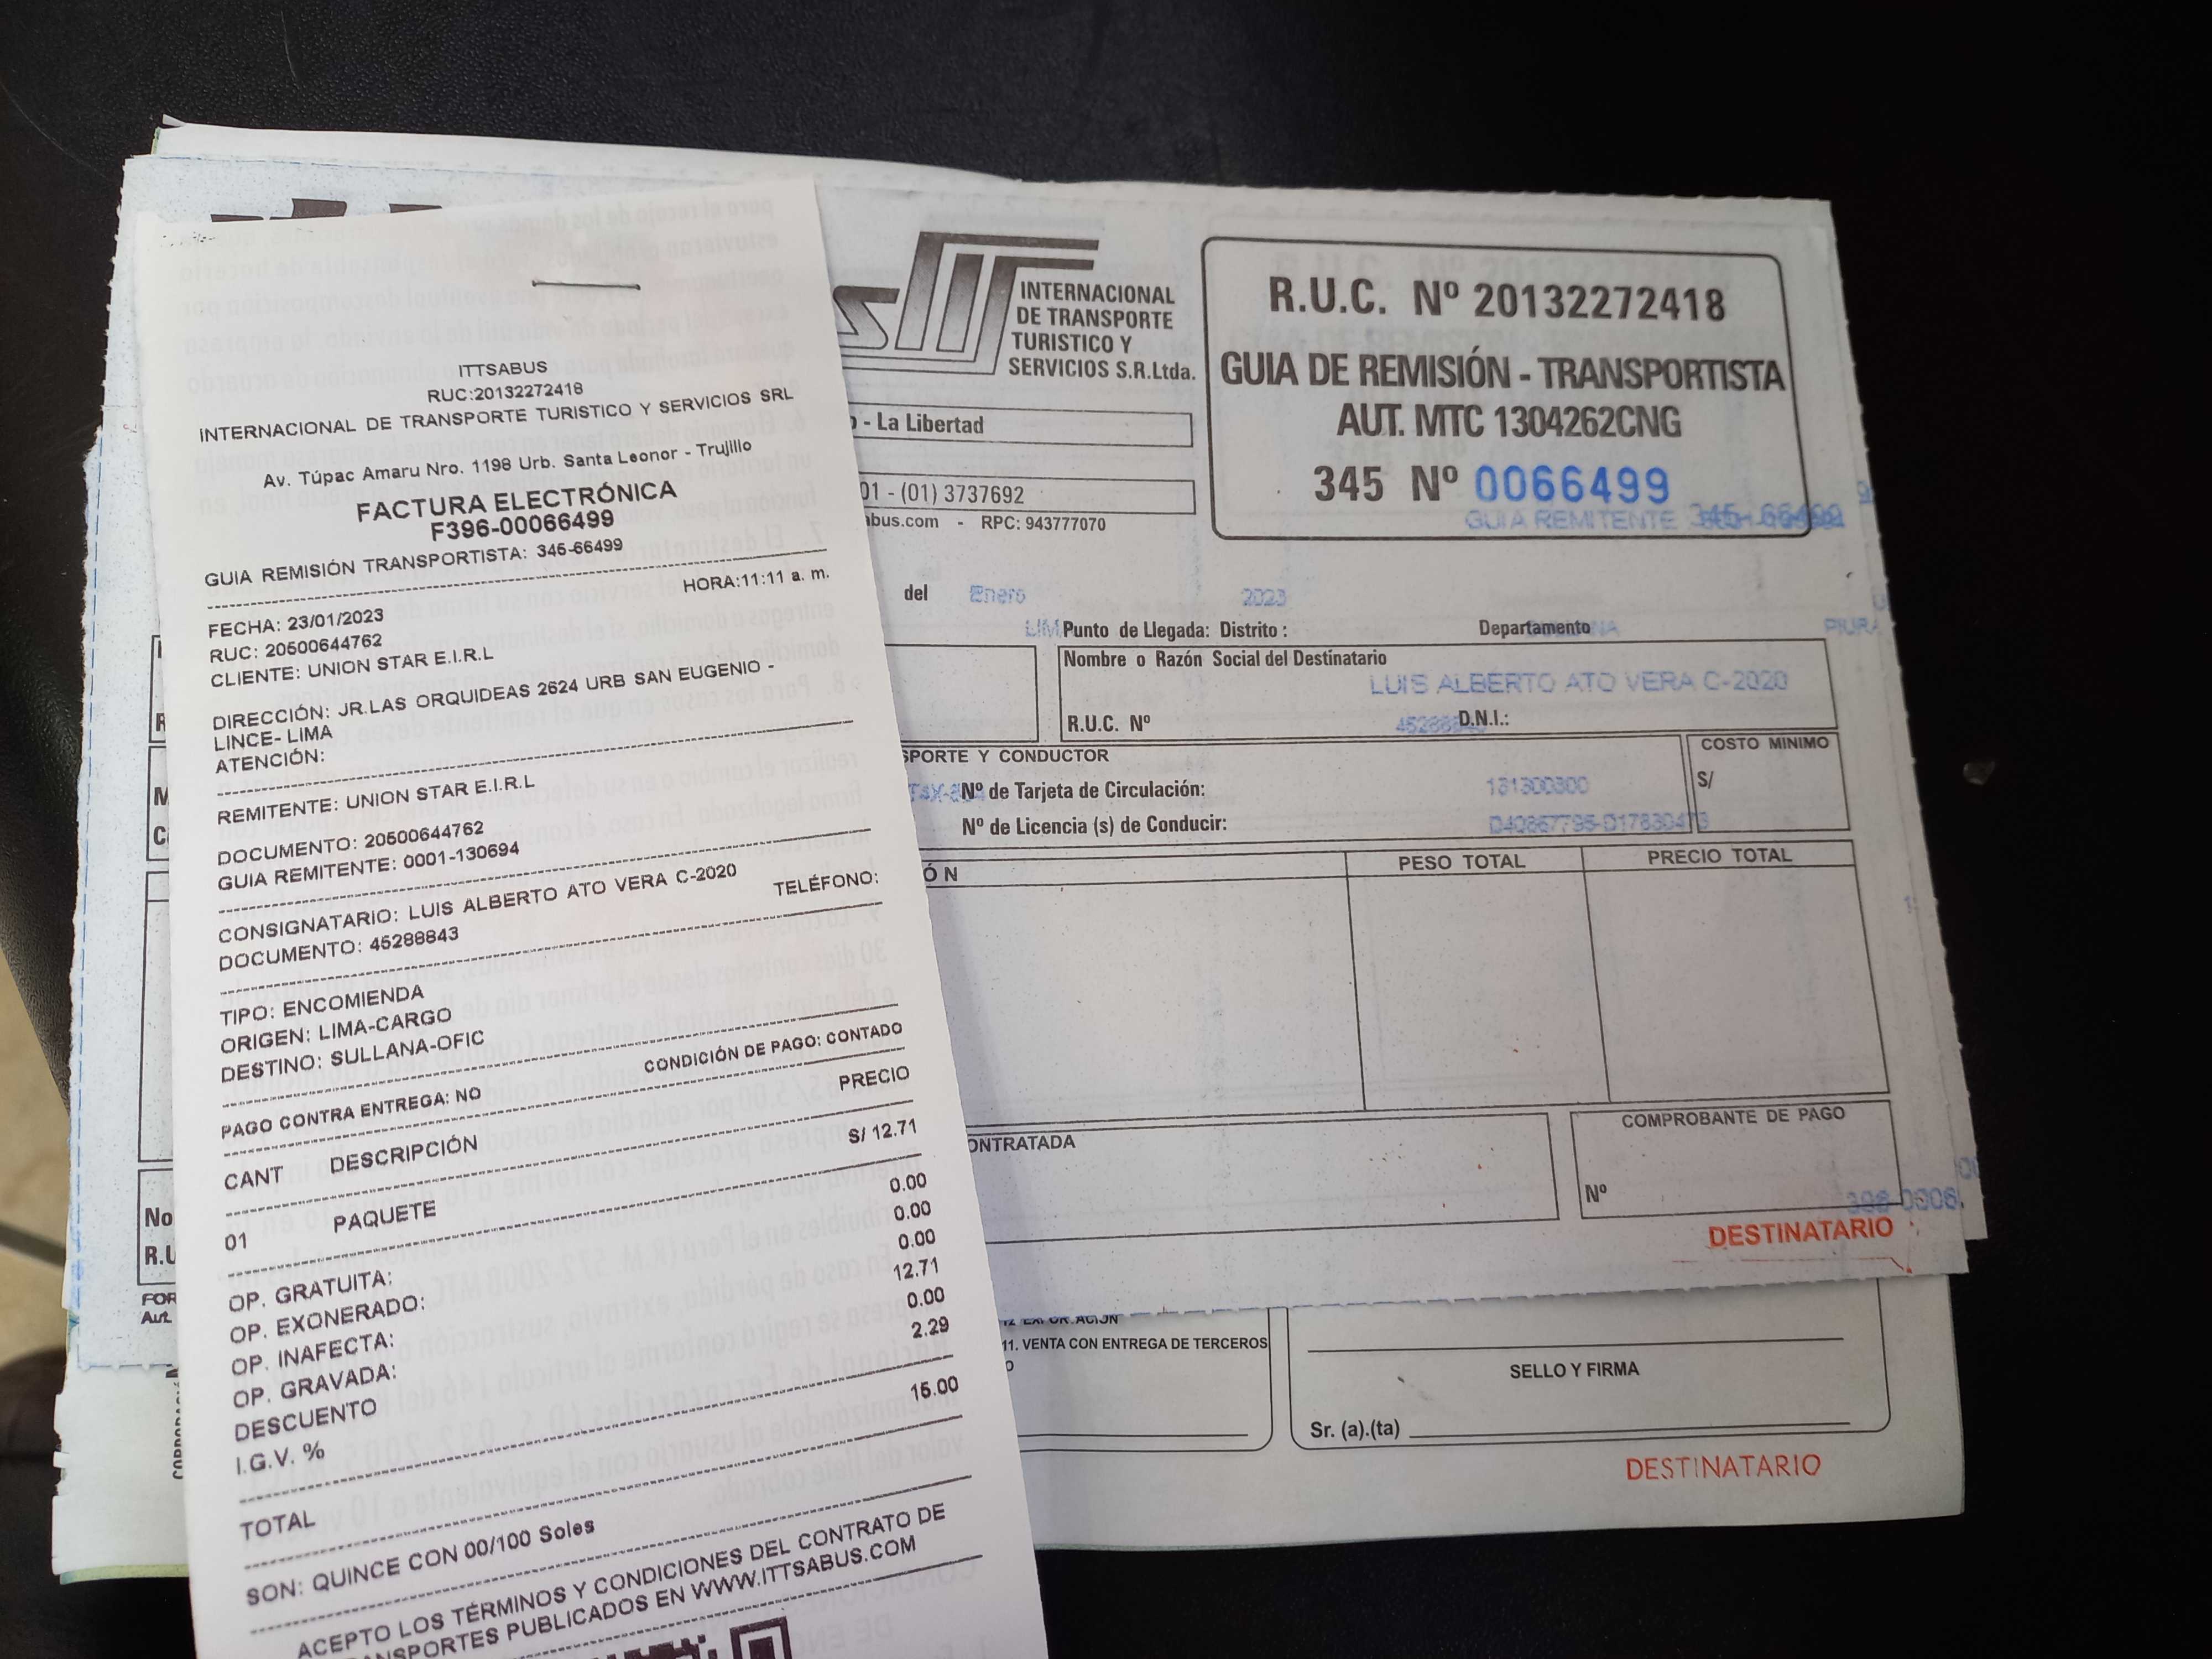 ITTSABUS
RUC:20132272418
INTERNACIONAL DE TRANSPORTE TURISTICO Y SERVICIOS SRL
Av. Túpac Amaru Nro. 1198 Urb. Santa Leonor - Trujillo
FACTURA ELECTRÓNICA
F396-00066499
GUIA REMISIÓN TRANSPORTISTA: 345-66499
HORA:11:11 a. m.
FECHA: 23/01/2023
RUC: 20500644762
CLIENTE: UNION STAR E.I.R.L
DIRECCIÓN: JR.LAS ORQUIDEAS 2624 URB SAN EUGENIO -
LINCE- LIMA
ATENCIÓN:
REMITENTE: UNION STAR E.I.R.L
DOCUMENTO: 20500644762
GUIA REMITENTE: 0001-130694
CONSIGNATARIO: LUIS ALBERTO ATO VERA C-2020
TELÉFONO:
DOCUMENTO: 45288843
TIPO: ENCOMIENDA
ORIGEN: LIMA-CARGO
DESTINO: SULLANA-OFIC
CONDICIÓN DE PAGO: CONTADO
PAGO CONTRA ENTREGA: NO
CANT DESCRIPCIÓN PRECIO
01 PAQUETE S/ 12.71
OP. GRATUITA: 0.00
OP. EXONERADO: 0.00
OP. INAFECTA: 0.00
OP. GRAVADA: 12.71
DESCUENTO 0.00
I.G.V. % 2.29
TOTAL 15.00
SON: QUINCE CON 00/100 Soles
ACEPTO LOS TÉRMINOS Y CONDICIONES DEL CONTRATO DE
TRANSPORTES PUBLICADOS EN WWW.ITTSABUS.COM
INTERNACIONAL
DE TRANSPORTE
TURISTICO Y
SERVICIOS S.R.Ltda.
- La Libertad
01 - (01) 3737692
abus.com - RPC: 943777070
R.U.C. Nº 20132272418
GUIA DE REMISIÓN - TRANSPORTISTA
AUT. MTC 1304262CNG
345 Nº 0066499
GUIA REMITENTE
del Enero 2023
LIM Punto de Llegada: Distrito : Departamento PIURA
Nombre o Razón Social del Destinatario
LUIS ALBERTO ATO VERA C-2020
R.U.C. Nº D.N.I.:
SPORTE Y CONDUCTOR
COSTO MINIMO
S/
Nº de Tarjeta de Circulación: 151300300
Nº de Licencia (s) de Conducir:
ÓN PESO TOTAL PRECIO TOTAL
ONTRATADA
COMPROBANTE DE PAGO
Nº
DESTINATARIO
No
R.U
FOR
Aut.
11. VENTA CON ENTREGA DE TERCEROS
SELLO Y FIRMA
Sr. (a).(ta)
DESTINATARIO